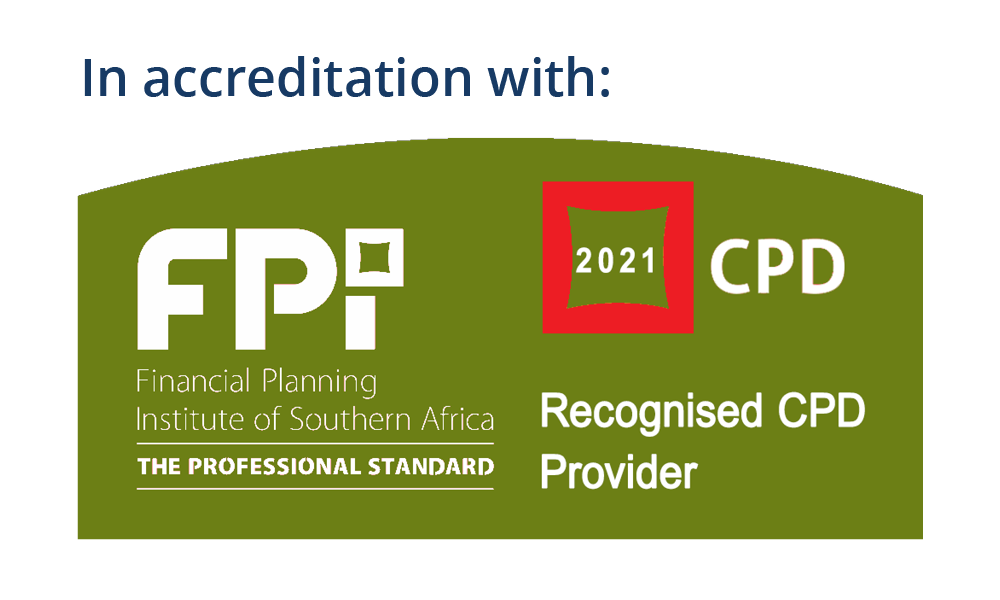 In accreditation with:
FPi
Financial Planning
Institute of Southern Africa
THE PROFESSIONAL STANDARD
2021
CPD
Recognised CPD
Provider